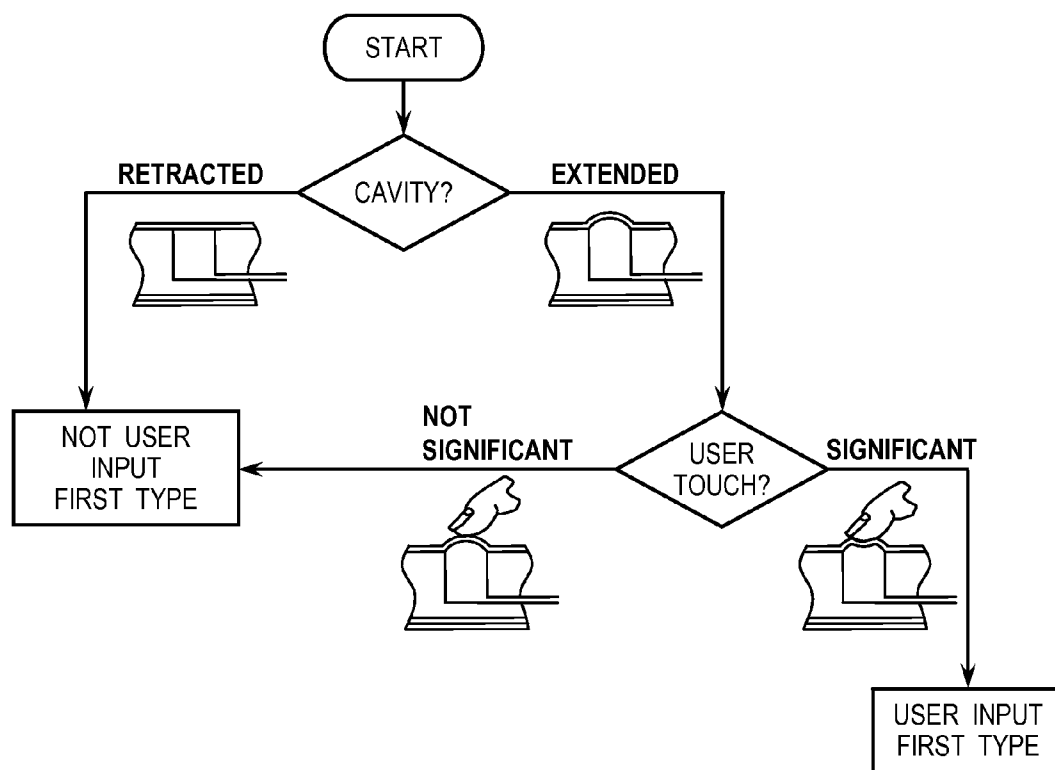 START
CAVITY?
RETRACTED
EXTENDED
NOT USER
INPUT
FIRST TYPE
NOT
SIGNIFICANT
USER
TOUCH?
SIGNIFICANT
USER INPUT
FIRST TYPE